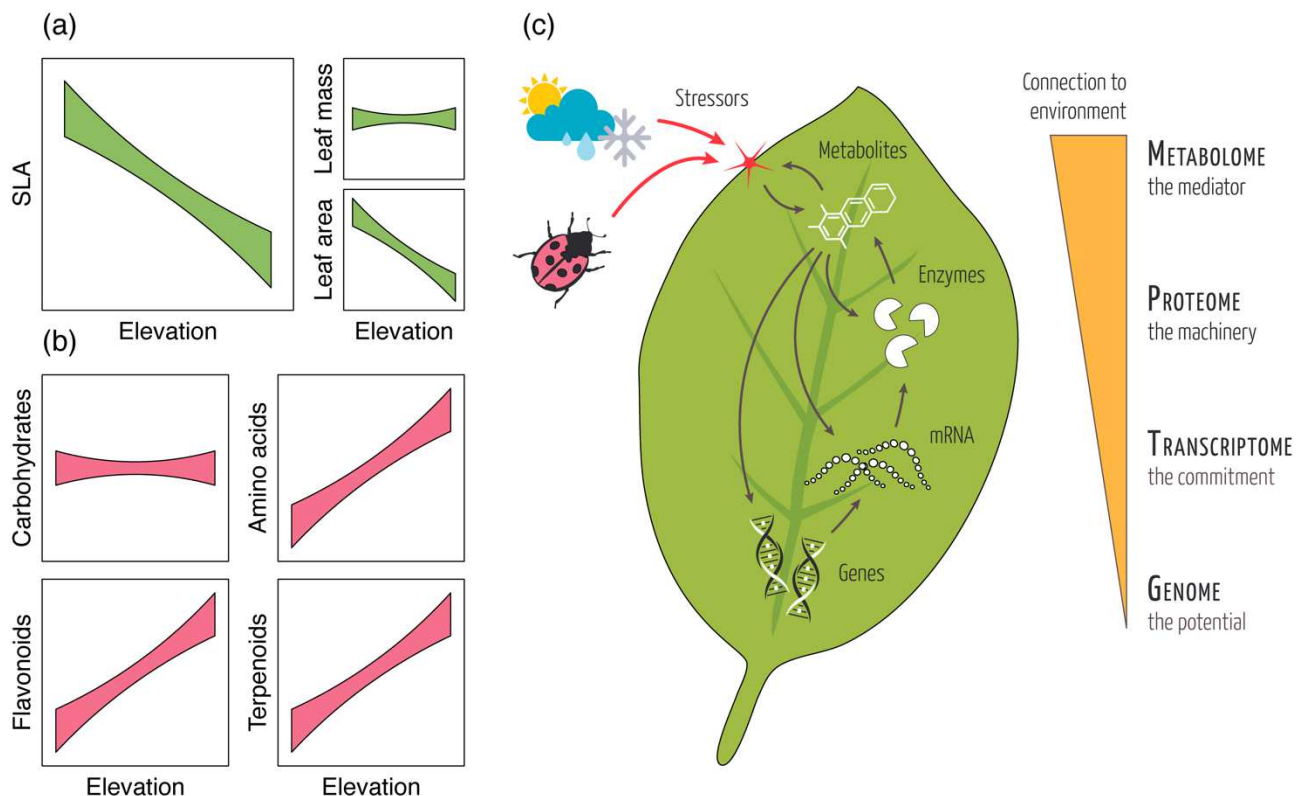 (a)
SLA
Elevation
Leaf mass
Leaf area
Elevation
(b)
Carbohydrates
Amino acids
Flavonoids
Elevation
Terpenoids
Elevation
(c)
Stressors
Metabolites
Enzymes
mRNA
Genes
Connection to
environment
METABOLOME
the mediator
PROTEOME
the machinery
TRANSCRIPTOME
the commitment
GENOME
the potential